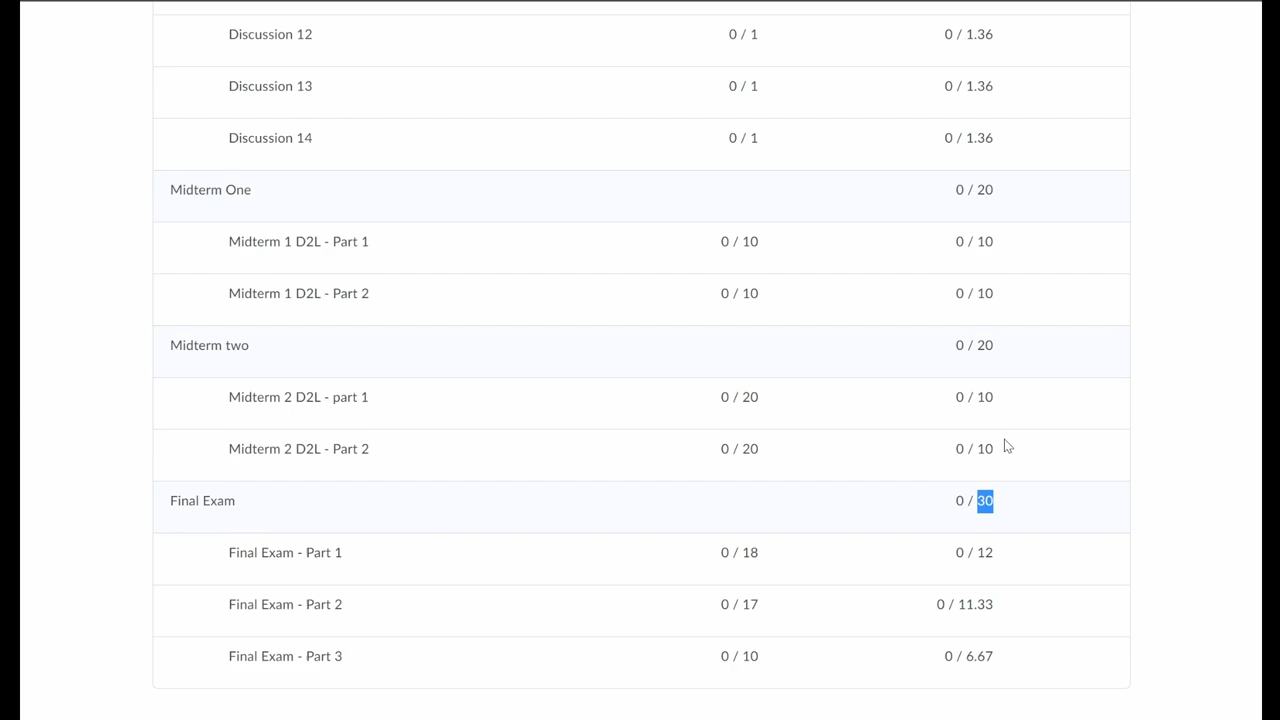 Discussion 12 0 / 1 0 / 1.36
Discussion 13 0 / 1 0 / 1.36
Discussion 14 0 / 1 0 / 1.36
Midterm One 0 / 20
Midterm 1 D2L - Part 1 0 / 10 0 / 10
Midterm 1 D2L - Part 2 0 / 10 0 / 10
Midterm two 0 / 20
Midterm 2 D2L - part 1 0 / 20 0 / 10
Midterm 2 D2L - Part 2 0 / 20 0 / 10
Final Exam 0 / 30
Final Exam - Part 1 0 / 18 0 / 12
Final Exam - Part 2 0 / 17 0 / 11.33
Final Exam - Part 3 0 / 10 0 / 6.67